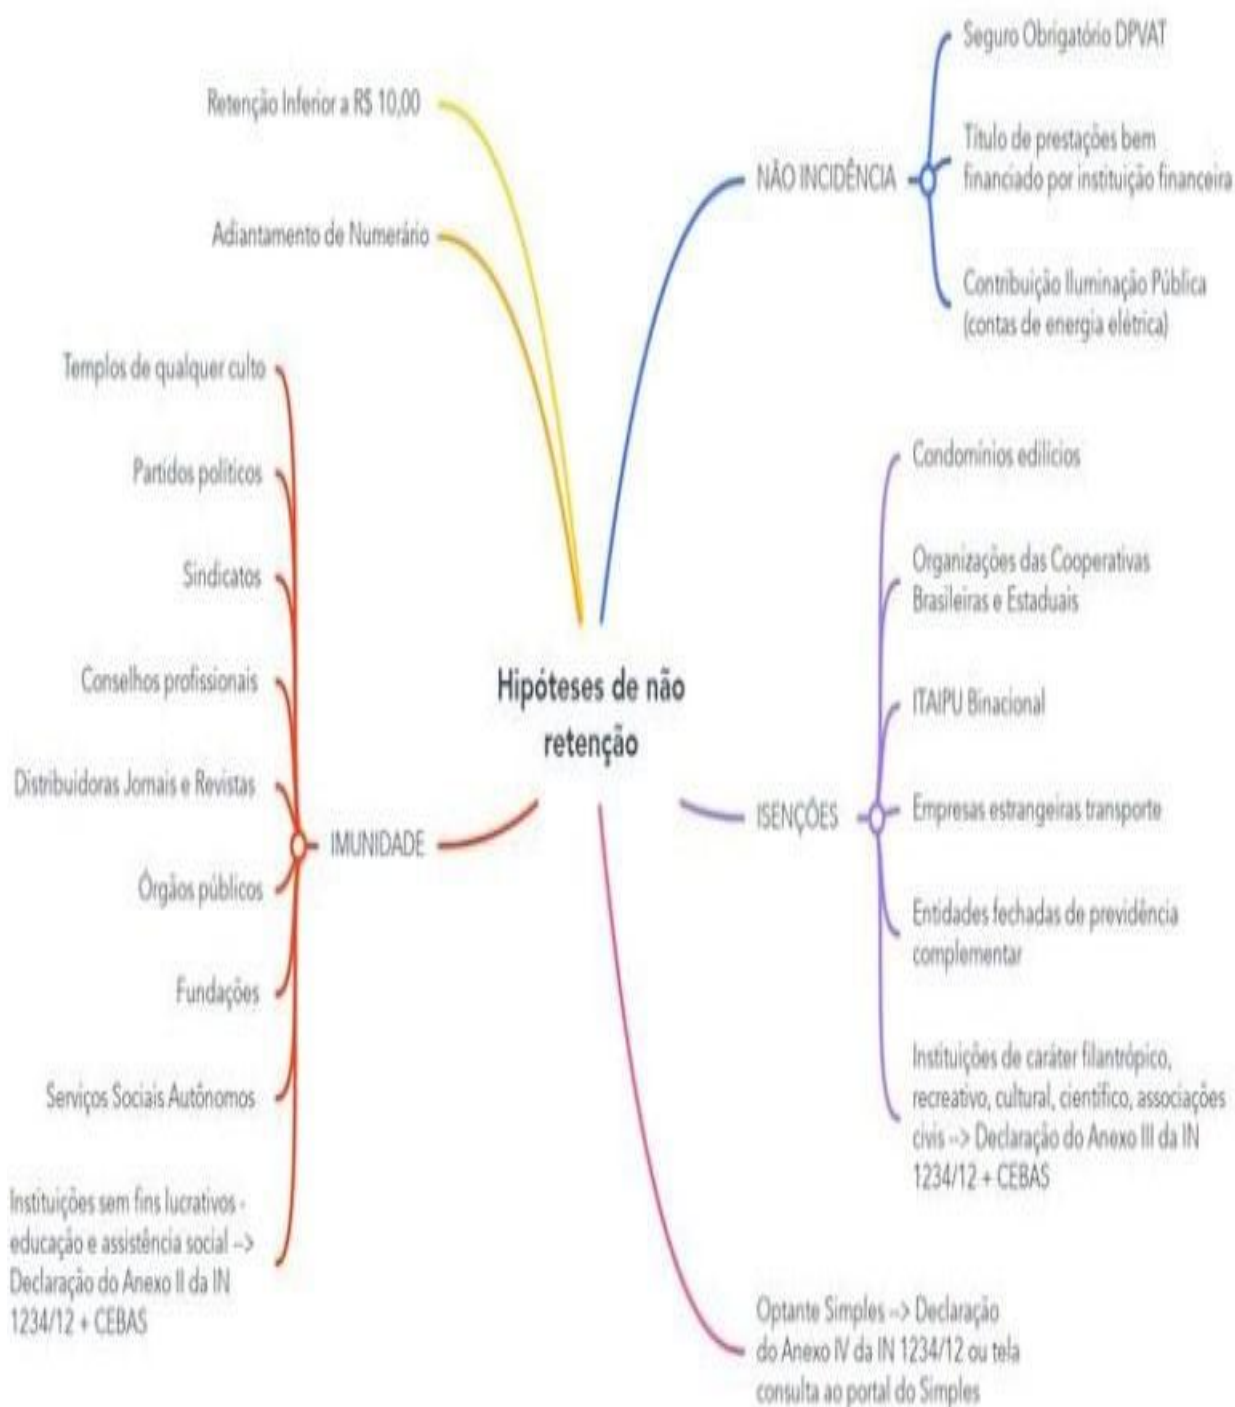 Hipóteses de não
retenção
Retenção Inferior a R$ 10,00
Adiantamento de Numerário
IMUNIDADE
Templos de qualquer culto
Partidos políticos
Sindicatos
Conselhos profissionais
Distribuidoras Jornais e Revistas
Órgãos públicos
Fundações
Serviços Sociais Autônomos
Instituições sem fins lucrativos -
educação e assistência social -->
Declaração do Anexo II da IN
1234/12 + CEBAS
NÃO INCIDÊNCIA
Seguro Obrigatório DPVAT
Título de prestações bem
financiado por instituição financeira
Contribuição Iluminação Pública
(contas de energia elétrica)
ISENÇÕES
Condomínios edilícios
Organizações das Cooperativas
Brasileiras e Estaduais
ITAIPU Binacional
Empresas estrangeiras transporte
Entidades fechadas de previdência
complementar
Instituições de caráter filantrópico,
recreativo, cultural, científico, associações
civis --> Declaração do Anexo III da IN
1234/12 + CEBAS
Optante Simples --> Declaração
do Anexo IV da IN 1234/12 ou tela
consulta ao portal do Simples